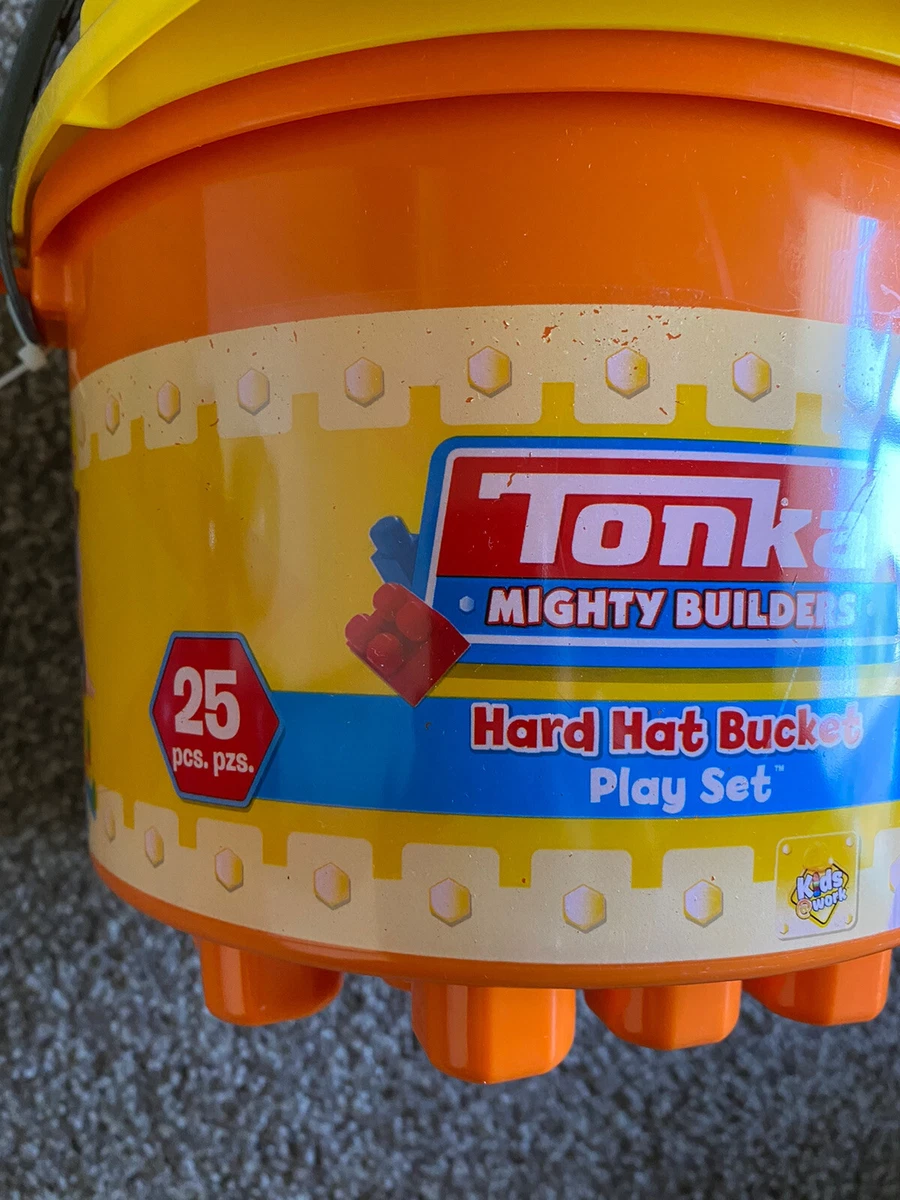 Tonka
MIGHTY BUILDERS
25
pcs. pzs.
Hard Hat Bucket
Play Set™
Kids
@work